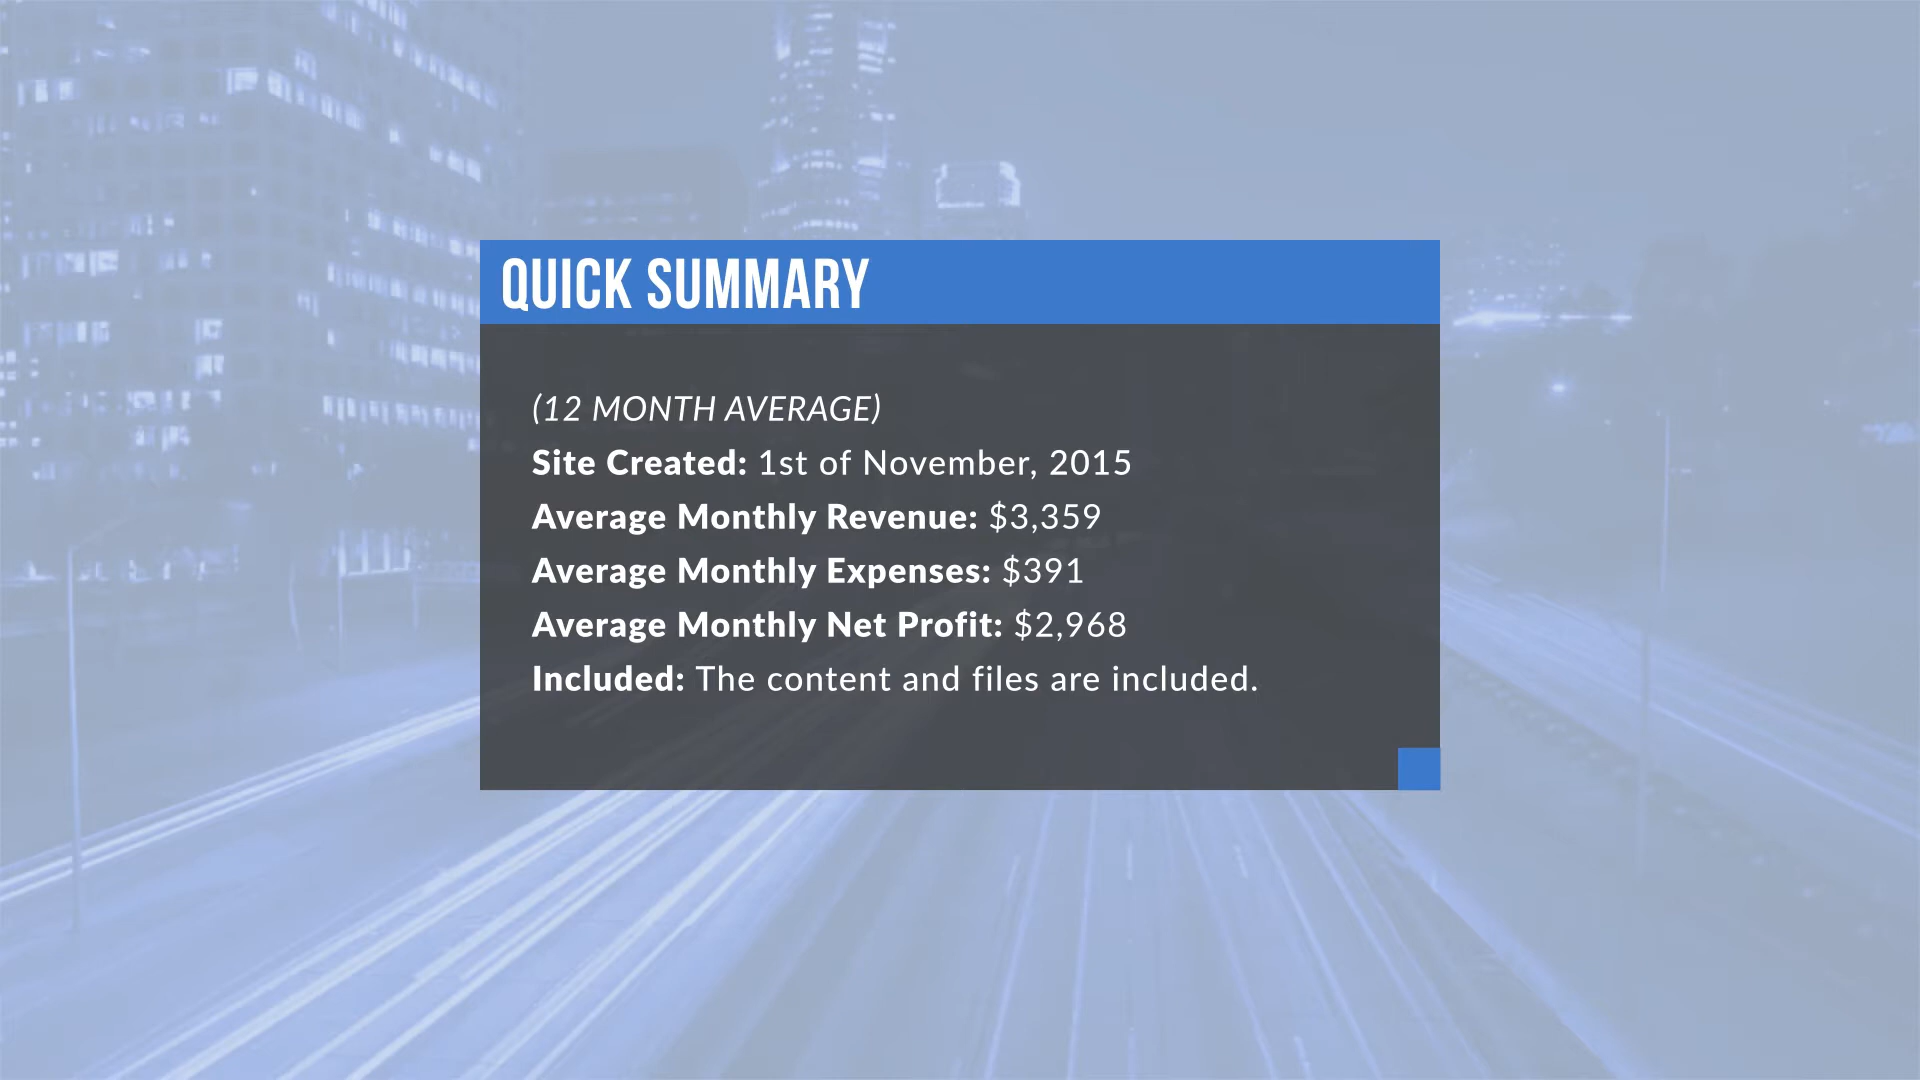 QUICK SUMMARY
(12 MONTH AVERAGE)
Site Created: 1st of November, 2015
Average Monthly Revenue: $3,359
Average Monthly Expenses: $391
Average Monthly Net Profit: $2,968
Included: The content and files are included.